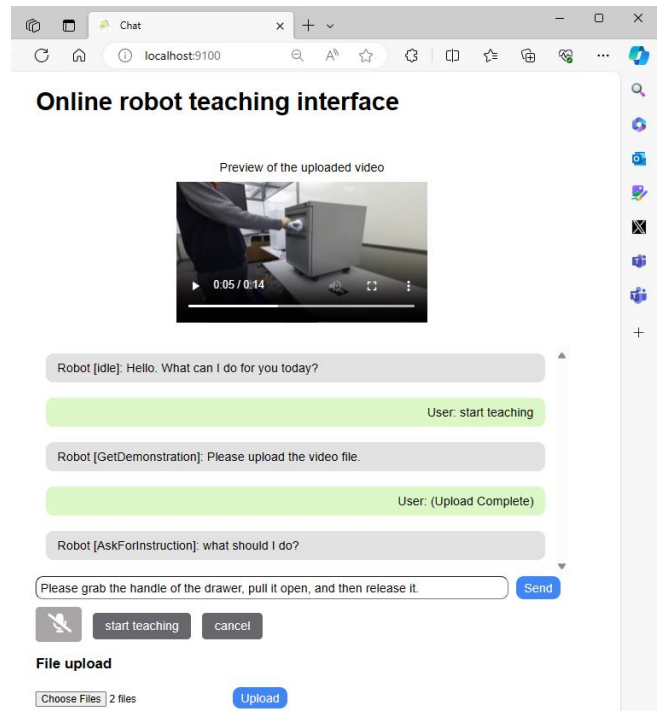 Chat
localhost:9100
Online robot teaching interface
Preview of the uploaded video
0:05 / 0:14
Robot [idle]: Hello. What can I do for you today?
User: start teaching
Robot [GetDemonstration]: Please upload the video file.
User: (Upload Complete)
Robot [AskForInstruction]: what should I do?
Please grab the handle of the drawer, pull it open, and then release it.
Send
start teaching
cancel
File upload
Choose Files 2 files
Upload